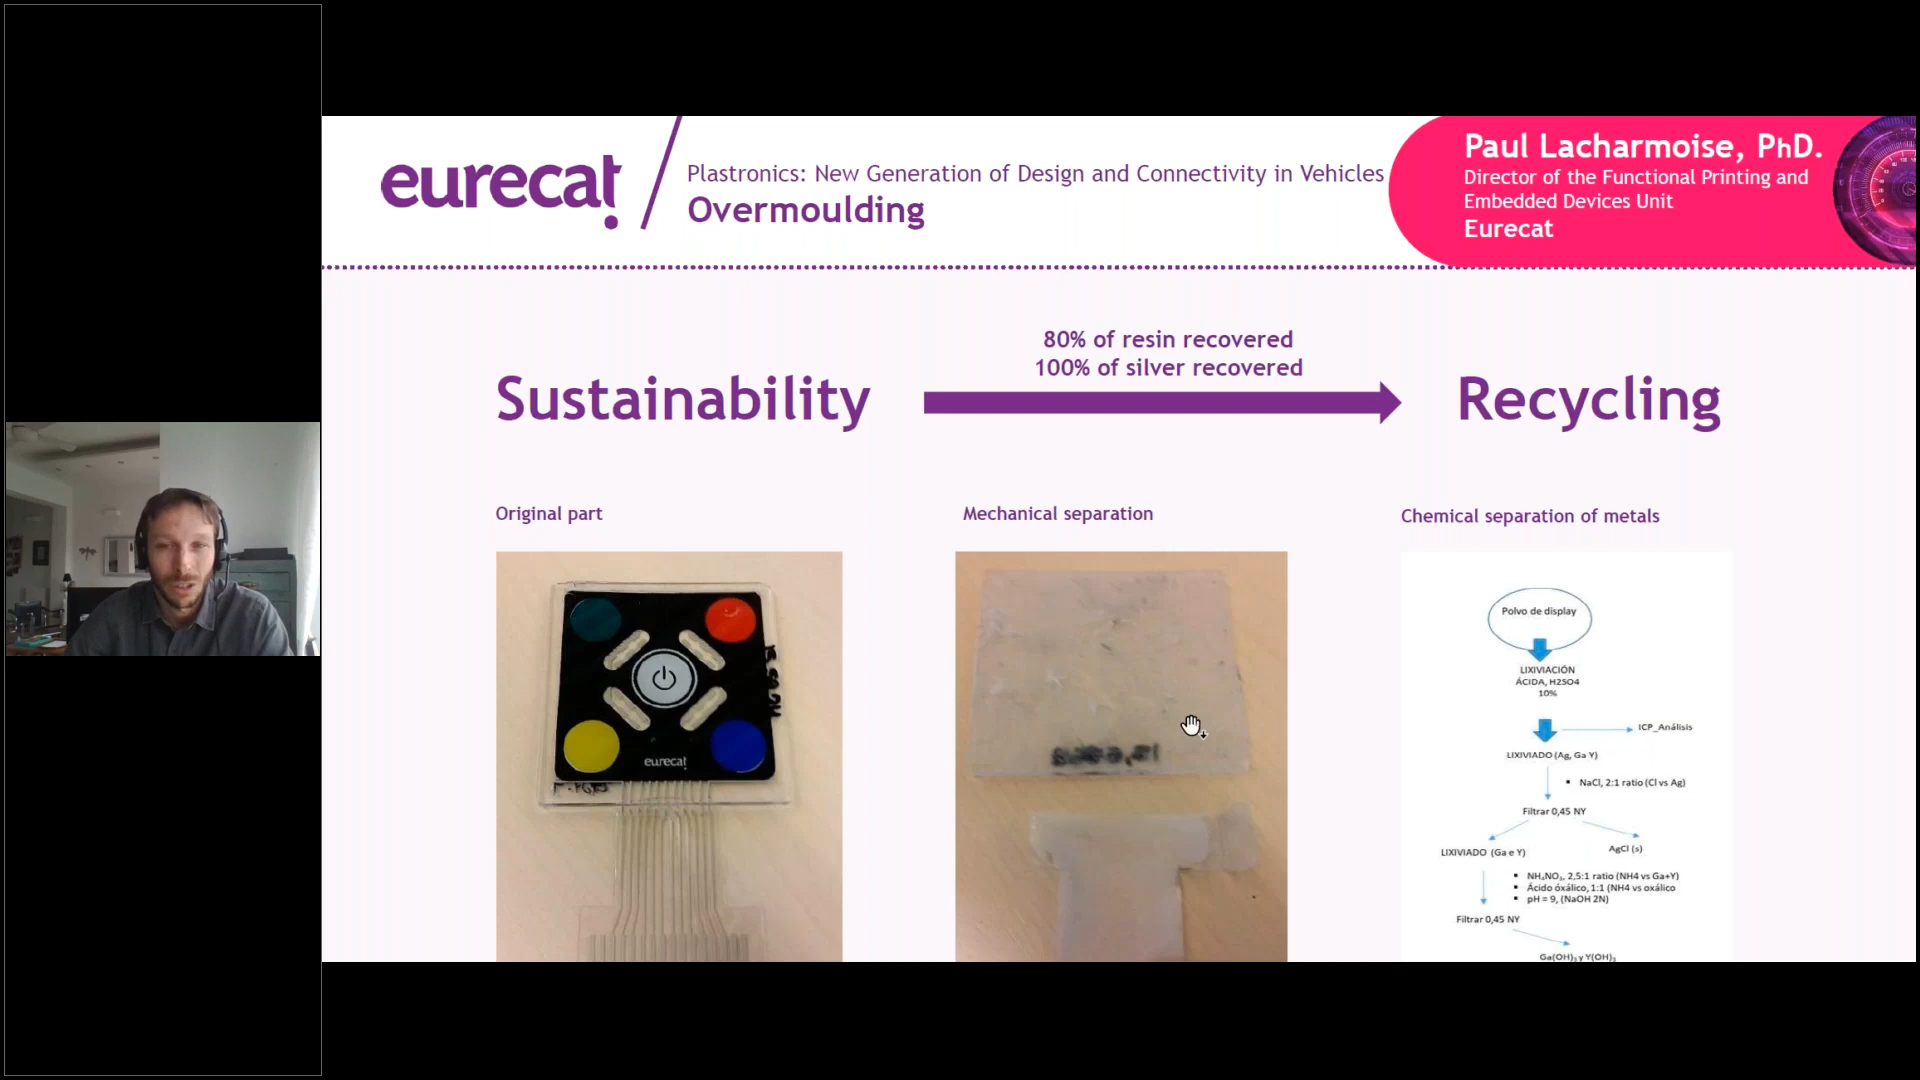 eurecat
Plastronics: New Generation of Design and Connectivity in Vehicles
Overmoulding
Paul Lacharmoise, PhD.
Director of the Functional Printing and
Embedded Devices Unit
Eurecat
80% of resin recovered
100% of silver recovered
Sustainability
Recycling
Original part
Mechanical separation
Chemical separation of metals
eurecat
Polvo de display
LIXIVIACIÓN
ÁCIDA, H2SO4
10%
ICP_Análisis
LIXIVIADO (Ag, Ga Y)
▪ NaCl, 2:1 ratio (Cl vs Ag)
Filtrar 0,45 NY
LIXIVIADO (Ga e Y)
AgCl (s)
▪ NH₄NO₃, 2,5:1 ratio (NH4 vs Ga+Y)
▪ Ácido óxálico, 1:1 (NH4 vs oxálico
▪ pH = 9, (NaOH 2N)
Filtrar 0,45 NY
Ga(OH)₃ y Y(OH)₃